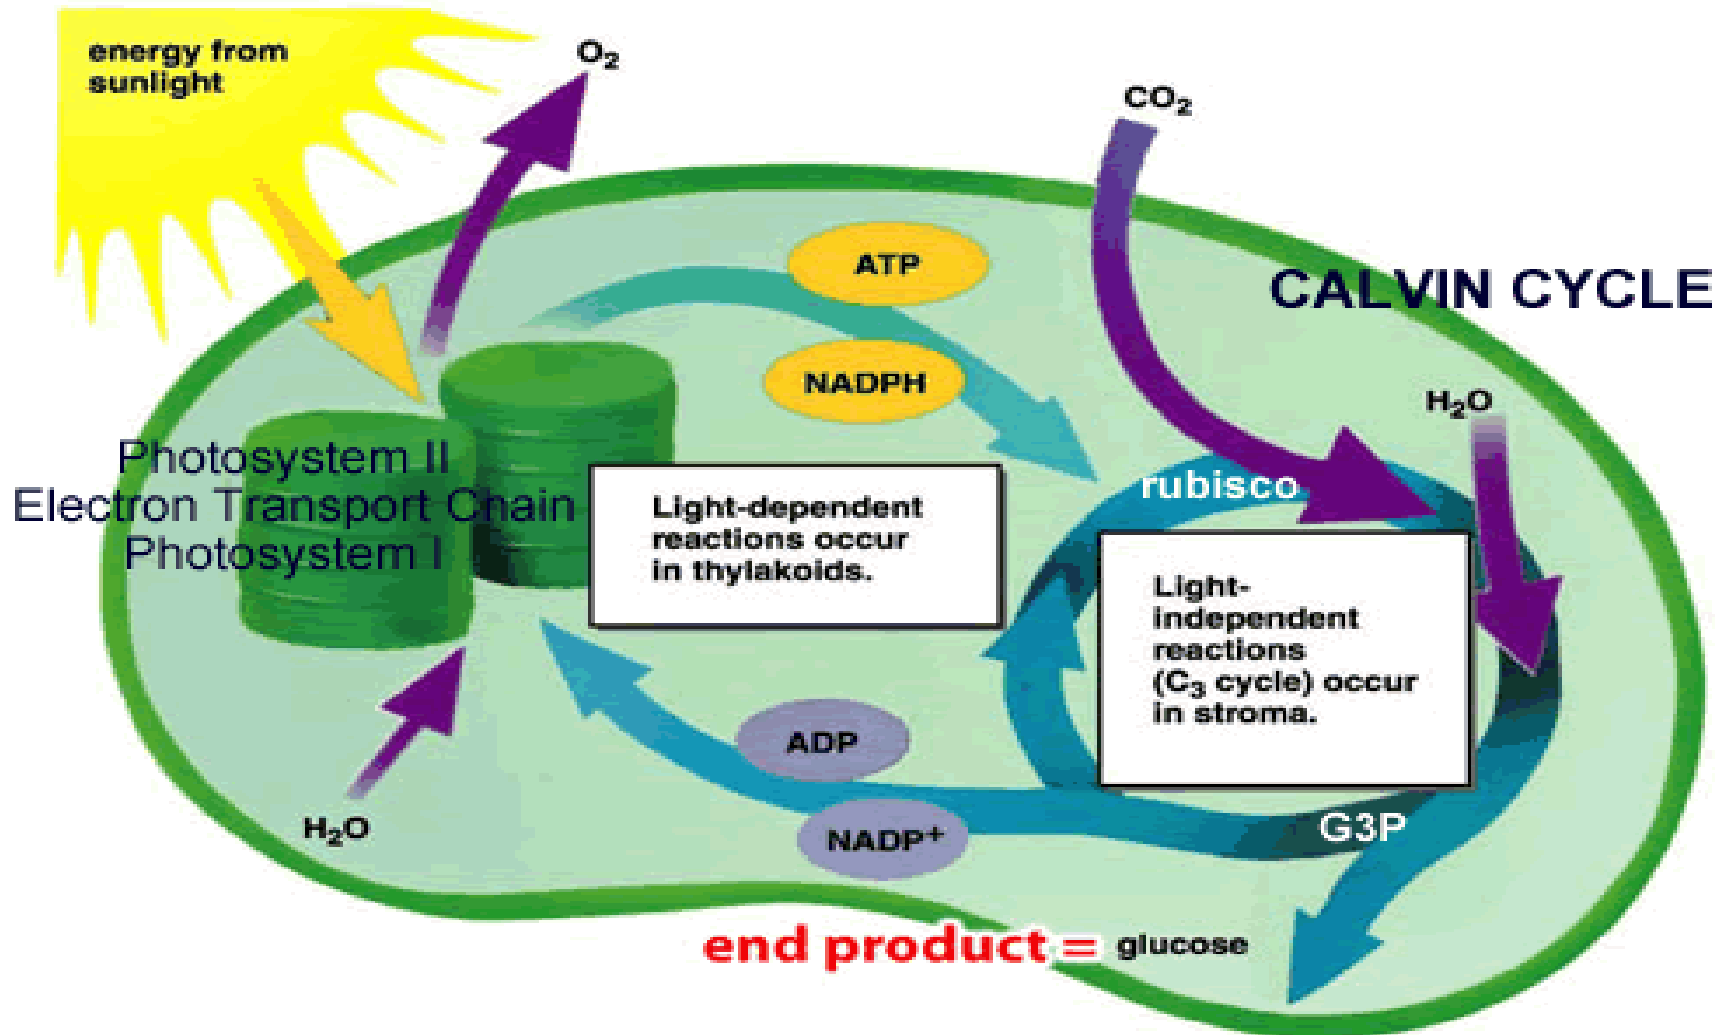 energy from
sunlight
O₂
CO₂
ATP
CALVIN CYCLE
NADPH
H₂O
Photosystem II
Electron Transport Chain
Photosystem I
rubisco
Light-dependent
reactions occur
in thylakoids.
Light-
independent
reactions
(C₃ cycle) occur
in stroma.
ADP
NADP⁺
H₂O
G3P
end product = glucose